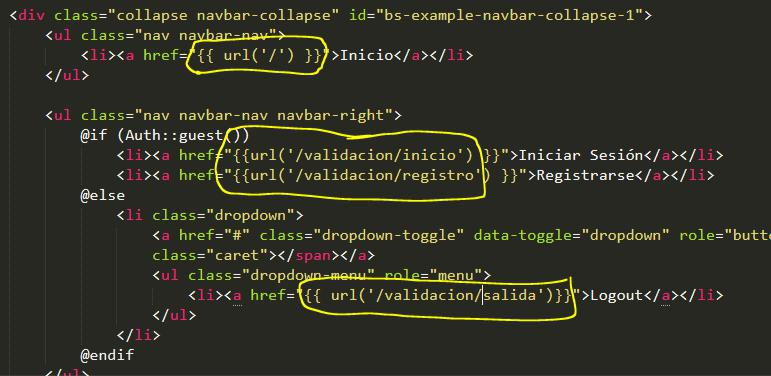 <div class="collapse navbar-collapse" id="bs-example-navbar-collapse-1">
<ul class="nav navbar-nav">
<li><a href="{{ url('/') }}">Inicio</a></li>
</ul>
<ul class="nav navbar-nav navbar-right">
@if (Auth::guest())
<li><a href="{{url('/validacion/inicio') }}">Iniciar Sesión</a></li>
<li><a href="{{url('/validacion/registro') }}">Registrarse</a></li>
@else
<li class="dropdown">
<a href="#" class="dropdown-toggle" data-toggle="dropdown" role="butt
class="caret"></span></a>
<ul class="dropdown-menu" role="menu">
<li><a href="{{ url('/validacion/salida')}}">Logout</a></li>
</ul>
</li>
@endif
</ul>